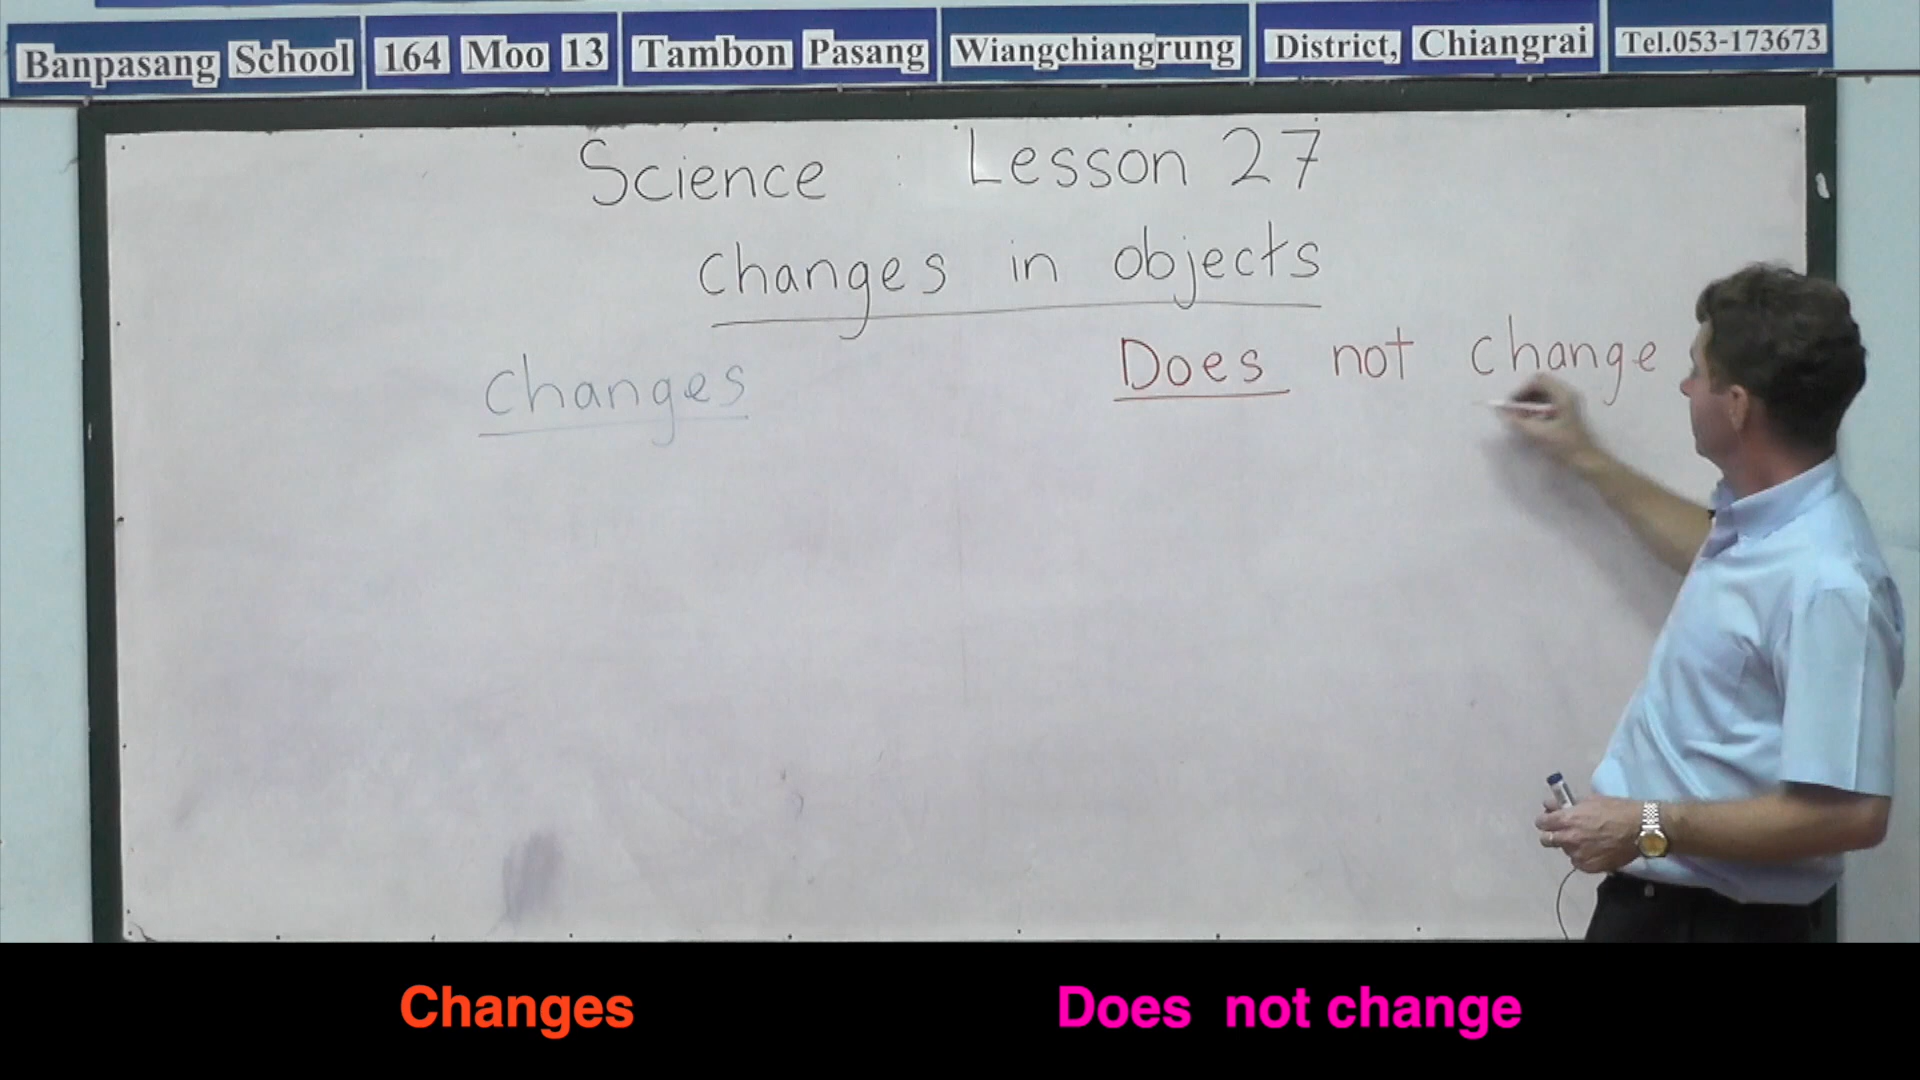 Banpasang School 164 Moo 13 Tambon Pasang Wiangchiangrung District, Chiangrai Tel.053-173673
Science : Lesson 27
changes in objects
changes Does not change
Changes Does not change